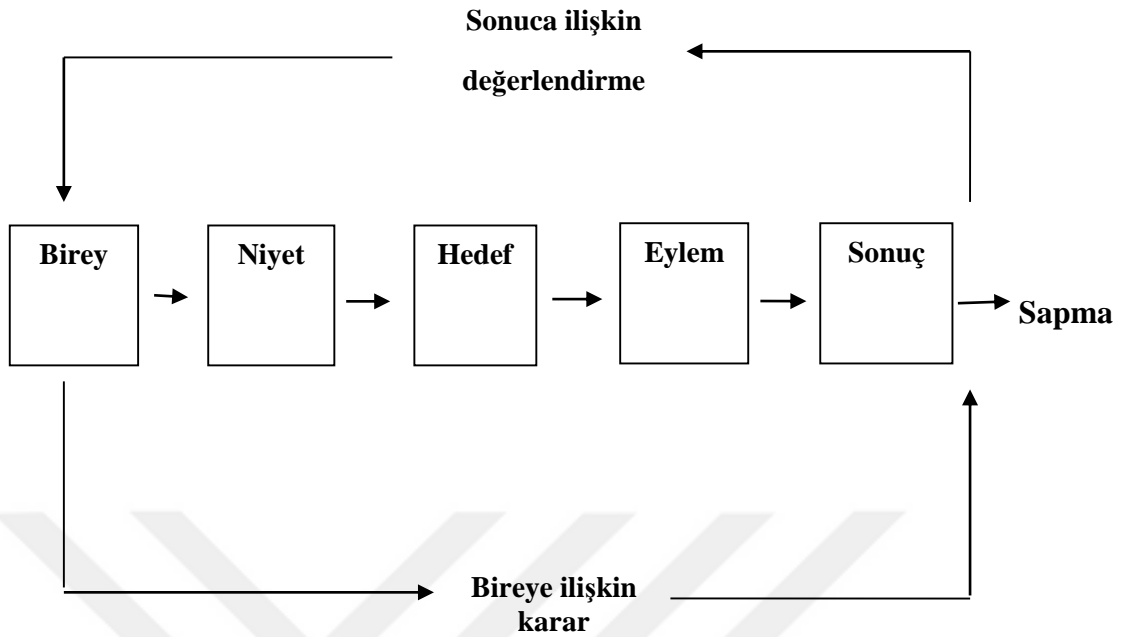 Sonuca ilişkin
değerlendirme
Birey
Niyet
Hedef
Eylem
Sonuç
Sapma
Bireye ilişkin
karar